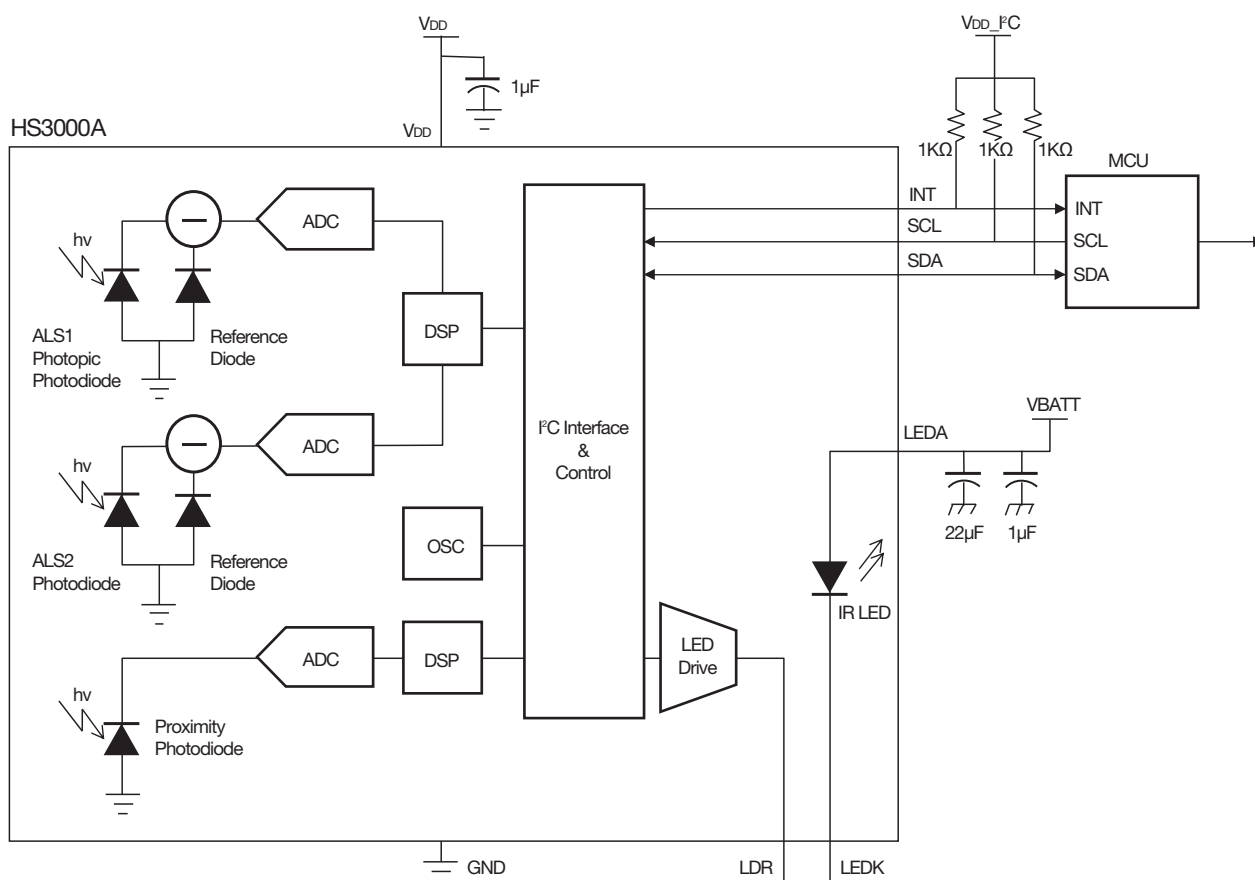 VDD
VDD_I²C
1µF
HS3000A
VDD
1KΩ
1KΩ
1KΩ
MCU
INT
SCL
SDA
INT
SCL
SDA
hv
ADC
DSP
ALS1
Photopic
Photodiode
Reference
Diode
hv
ADC
ALS2
Photodiode
Reference
Diode
I²C Interface
&
Control
OSC
VBATT
LEDA
22µF
1µF
IR LED
LED
Drive
hv
ADC
DSP
Proximity
Photodiode
GND
LDR
LEDK